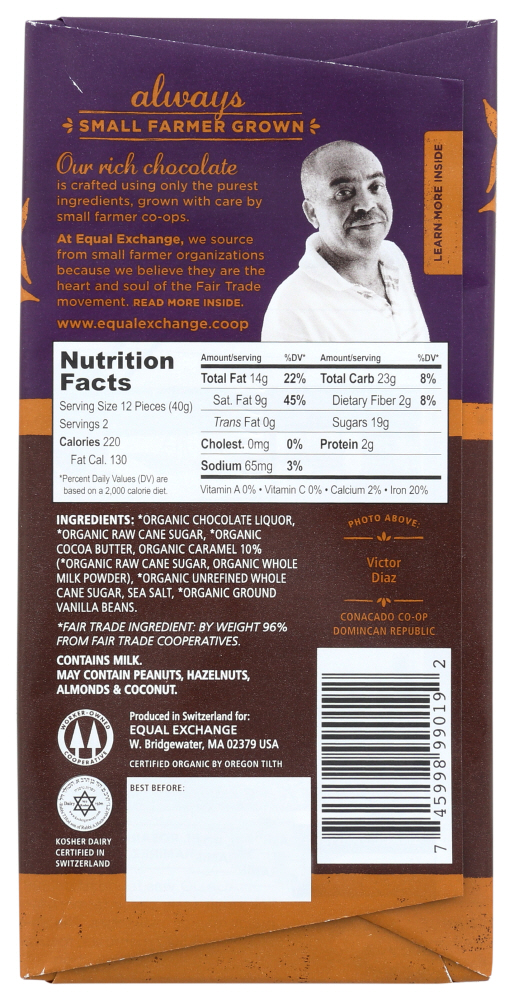 always
SMALL FARMER GROWN
Our rich chocolate
is crafted using only the purest
ingredients, grown with care by
small farmer co-ops.
At Equal Exchange, we source
from small farmer organizations
because we believe they are the
heart and soul of the Fair Trade
movement. READ MORE INSIDE.
www.equalexchange.coop
LEARN MORE INSIDE
Nutrition
Facts
Serving Size 12 Pieces (40g)
Servings 2
Calories 220
Fat Cal. 130
*Percent Daily Values (DV) are
based on a 2,000 calorie diet.
Amount/serving %DV* Amount/serving %DV*
Total Fat 14g 22% Total Carb 23g 8%
Sat. Fat 9g 45% Dietary Fiber 2g 8%
Trans Fat 0g Sugars 19g
Cholest. 0mg 0% Protein 2g
Sodium 65mg 3%
Vitamin A 0% • Vitamin C 0% • Calcium 2% • Iron 20%
INGREDIENTS: *ORGANIC CHOCOLATE LIQUOR,
*ORGANIC RAW CANE SUGAR, *ORGANIC
COCOA BUTTER, ORGANIC CARAMEL 10%
(*ORGANIC RAW CANE SUGAR, ORGANIC WHOLE
MILK POWDER), *ORGANIC UNREFINED WHOLE
CANE SUGAR, SEA SALT, *ORGANIC GROUND
VANILLA BEANS.
*FAIR TRADE INGREDIENT: BY WEIGHT 96%
FROM FAIR TRADE COOPERATIVES.
CONTAINS MILK.
MAY CONTAIN PEANUTS, HAZELNUTS,
ALMONDS & COCONUT.
PHOTO ABOVE:
Victor
Diaz
CONACADO CO-OP
DOMINCAN REPUBLIC
WORKER-OWNED
COOPERATIVE
Produced in Switzerland for:
EQUAL EXCHANGE
W. Bridgewater, MA 02379 USA
CERTIFIED ORGANIC BY OREGON TILTH
KOSHER DAIRY
CERTIFIED IN
SWITZERLAND
BEST BEFORE:
7 45998 99019 2